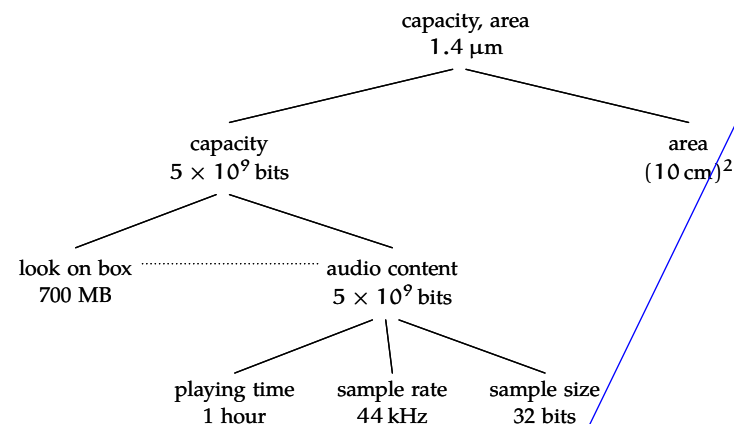 capacity, area
1.4 μm
capacity
5 × 10⁹ bits
area
(10 cm)²
look on box
700 MB
audio content
5 × 10⁹ bits
playing time
1 hour
sample rate
44 kHz
sample size
32 bits